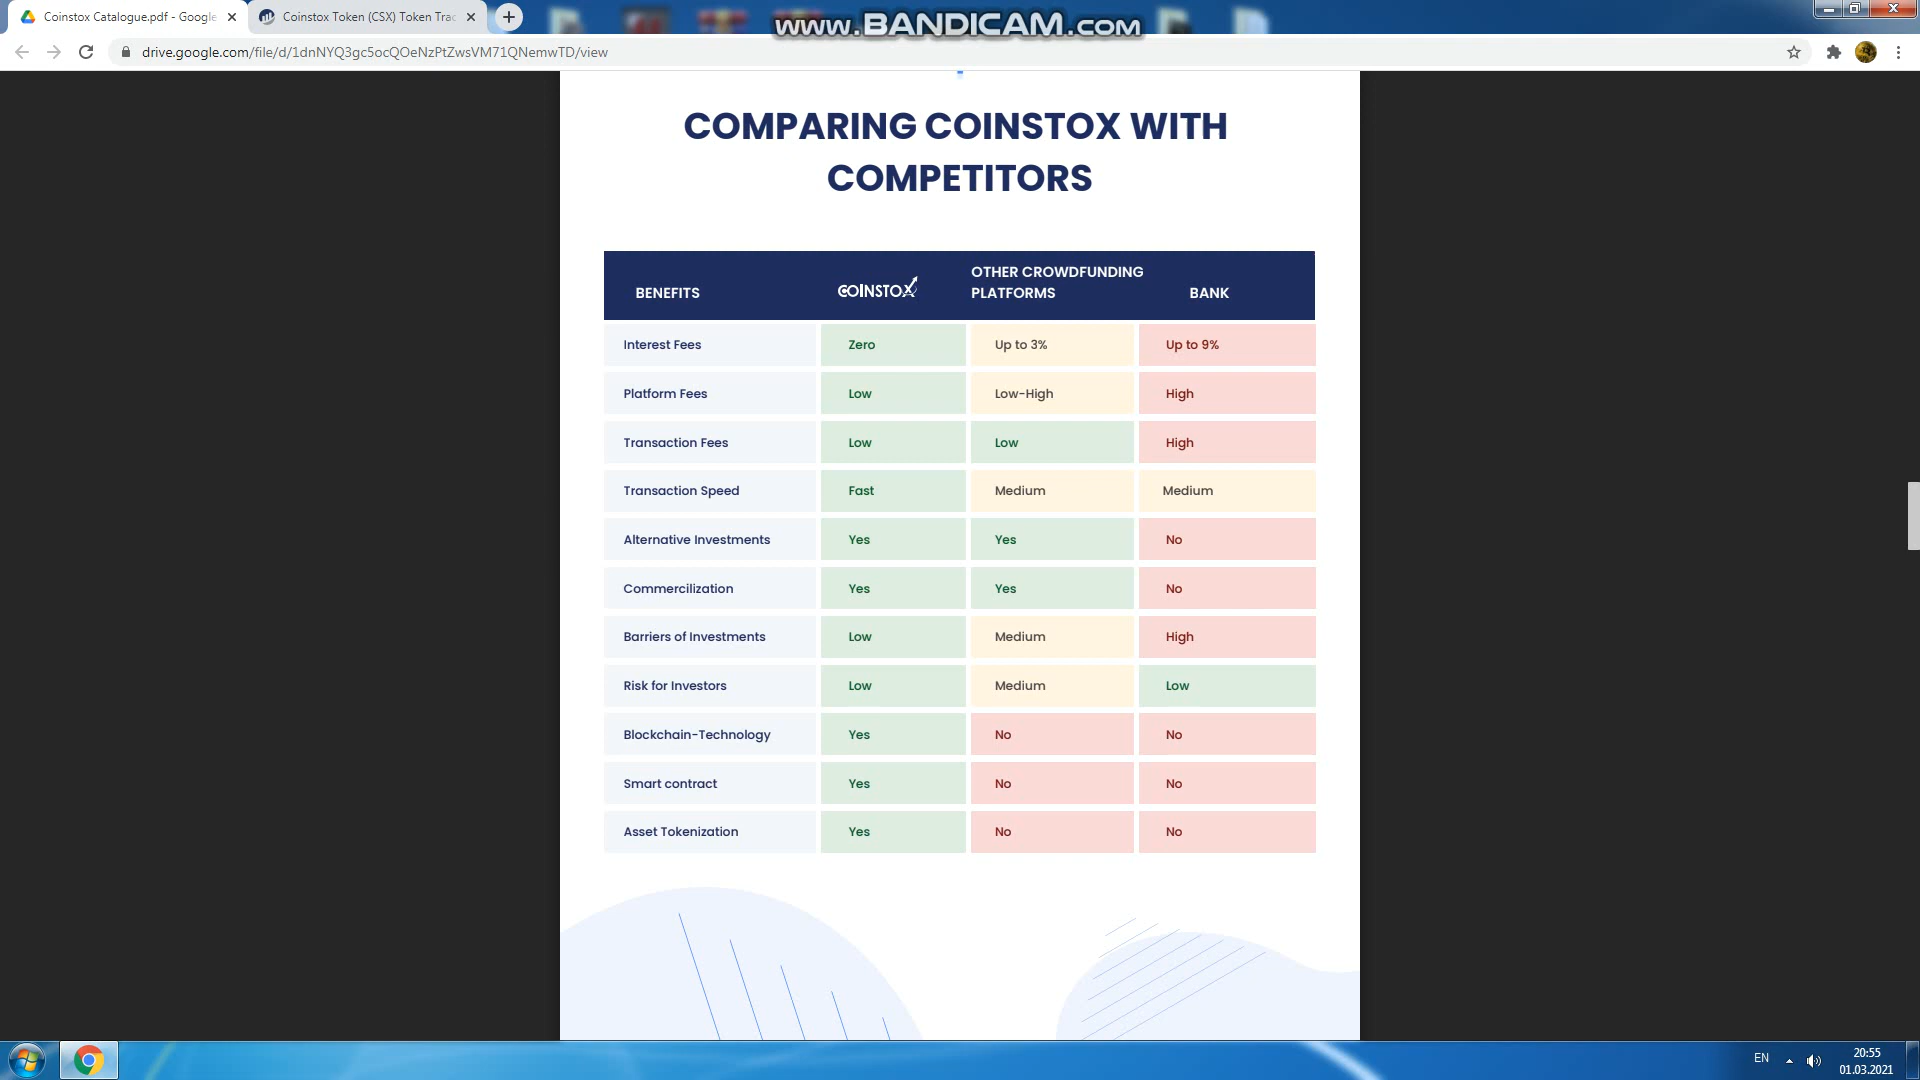 Coinstox Catalogue.pdf - Google
Coinstox Token (CSX) Token Trac
www.BANDICAM.com
drive.google.com/file/d/1dnNYQ3gc5ocQOeNzPtZwsVM71QNemwTD/view
COMPARING COINSTOX WITH
COMPETITORS
BENEFITS COINSTOX OTHER CROWDFUNDING PLATFORMS BANK
Interest Fees Zero Up to 3% Up to 9%
Platform Fees Low Low-High High
Transaction Fees Low Low High
Transaction Speed Fast Medium Medium
Alternative Investments Yes Yes No
Commercilization Yes Yes No
Barriers of Investments Low Medium High
Risk for Investors Low Medium Low
Blockchain-Technology Yes No No
Smart contract Yes No No
Asset Tokenization Yes No No
EN
20:55
01.03.2021